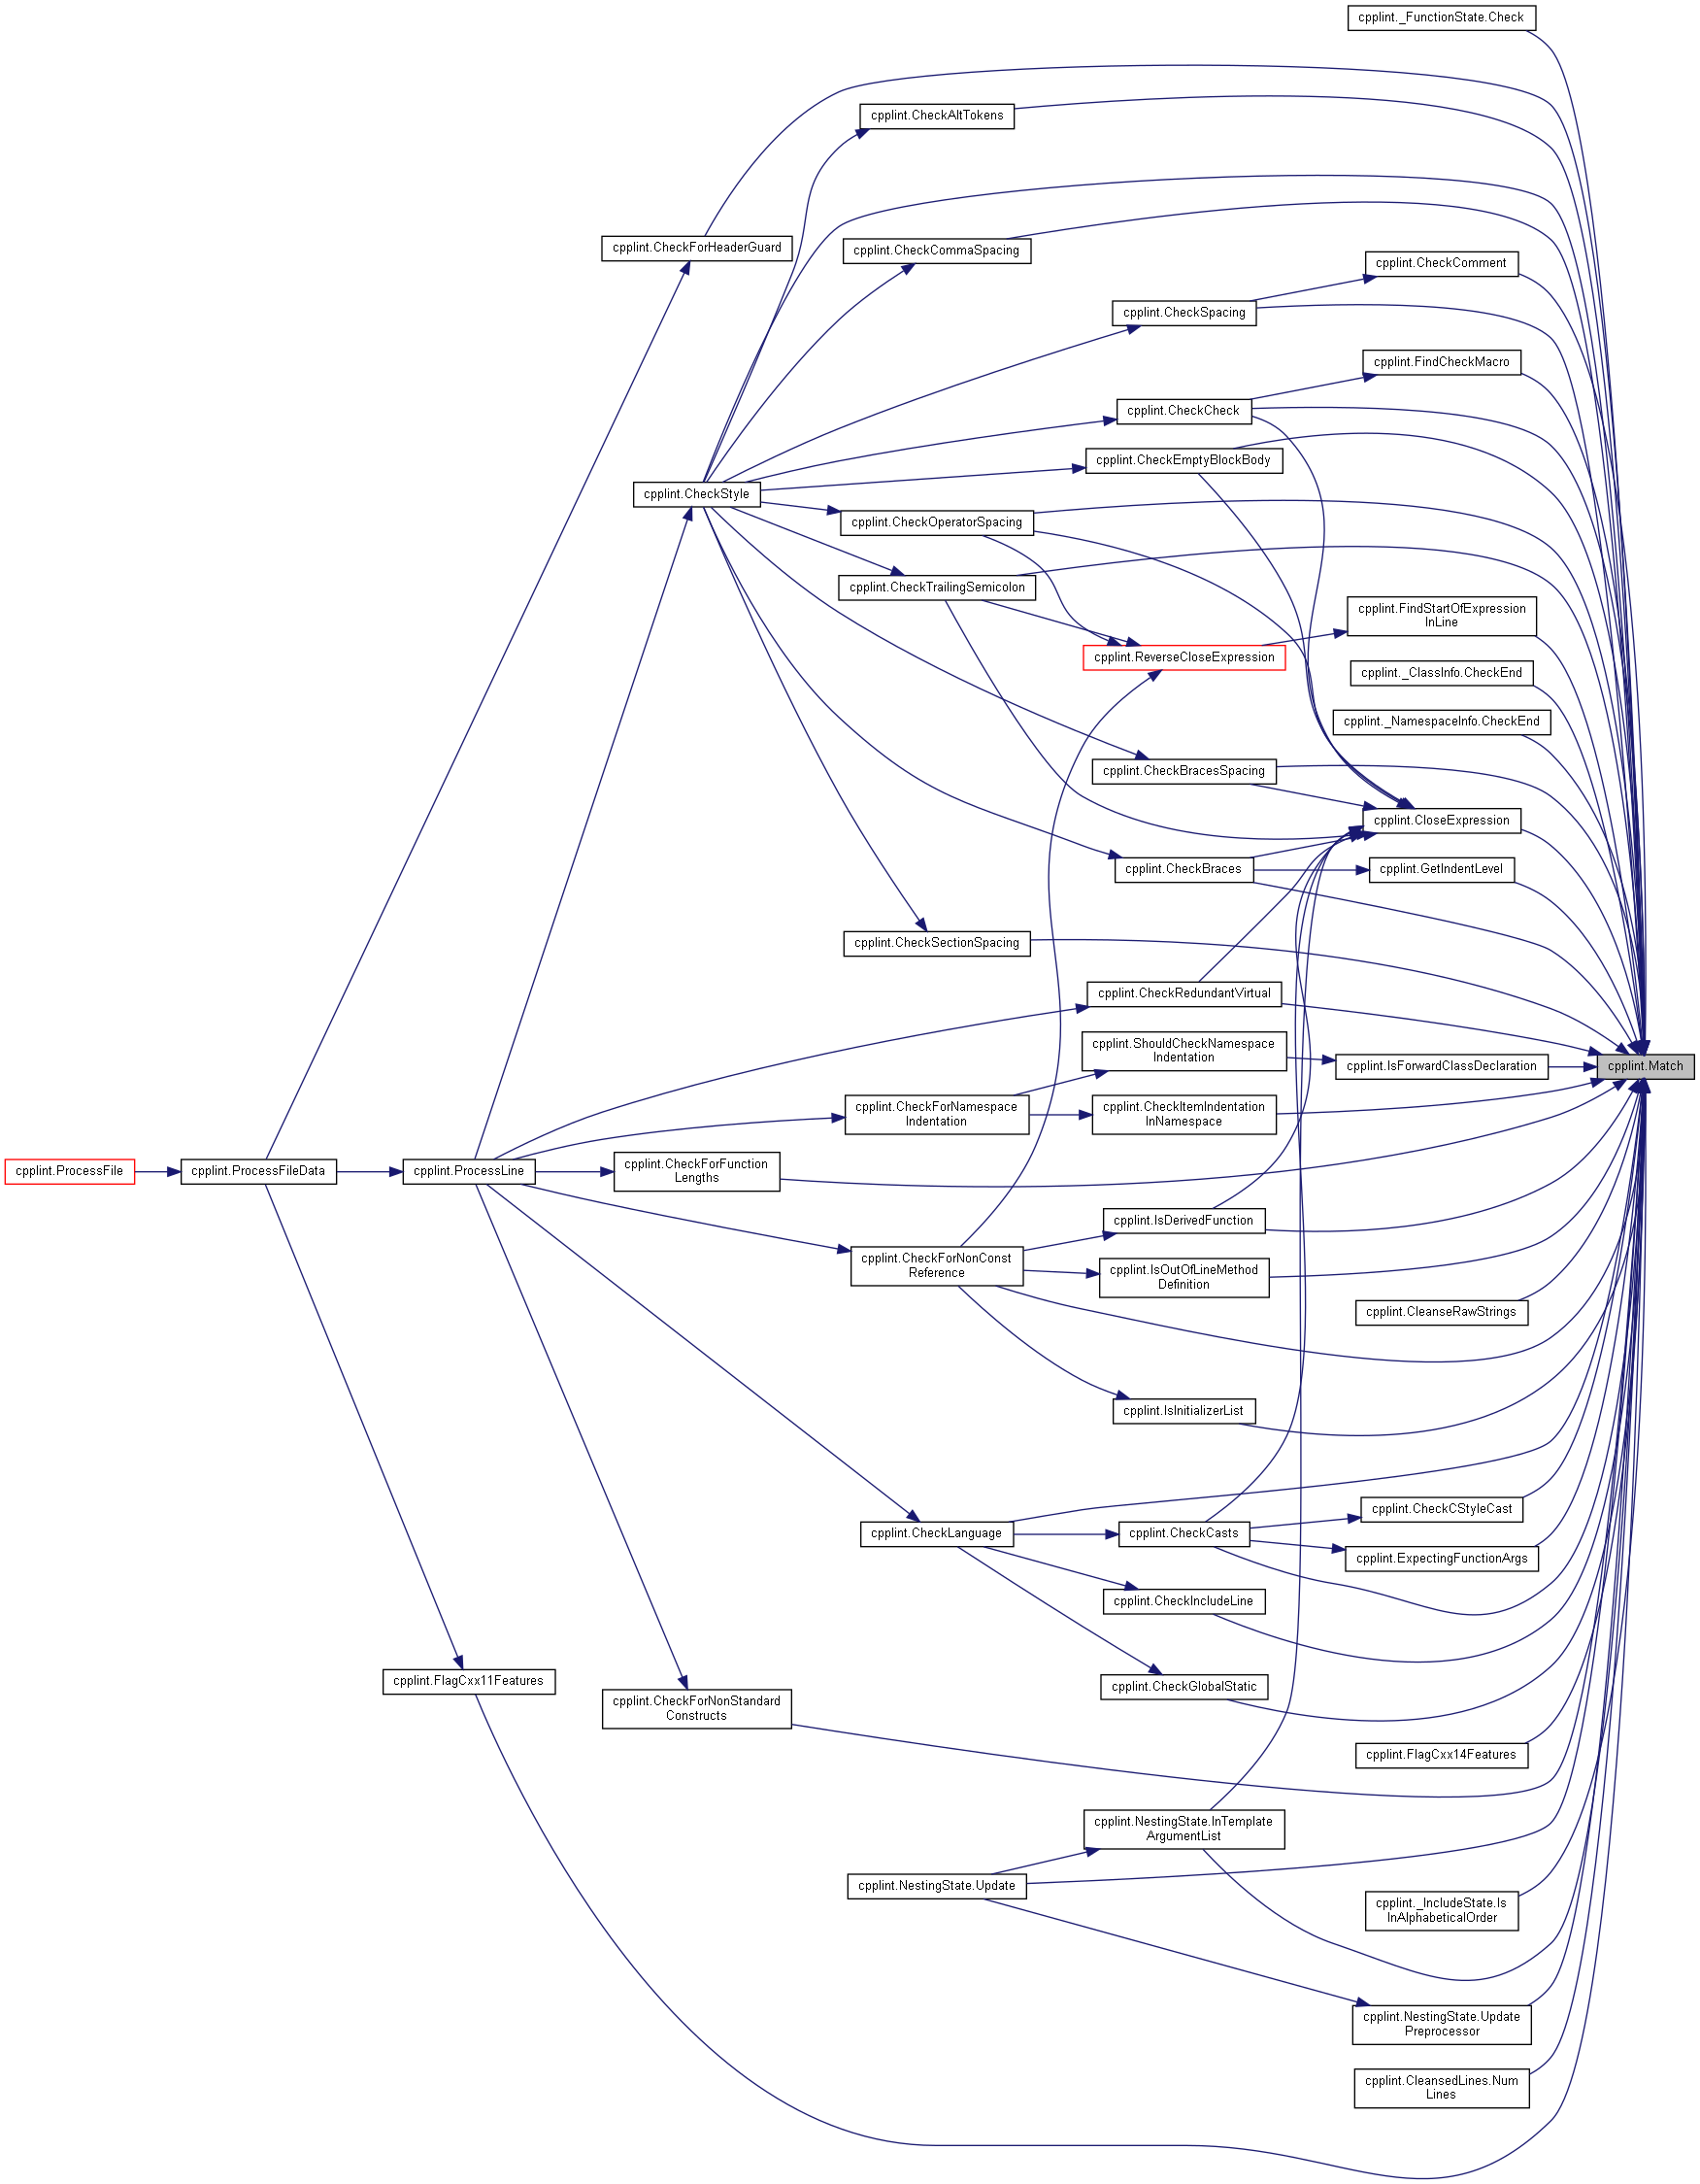 cpplint._FunctionState.Check
cpplint.CheckAltTokens
cpplint.CheckForHeaderGuard
cpplint.CheckCommaSpacing
cpplint.CheckComment
cpplint.CheckSpacing
cpplint.FindCheckMacro
cpplint.CheckCheck
cpplint.CheckEmptyBlockBody
cpplint.CheckStyle
cpplint.CheckOperatorSpacing
cpplint.CheckTrailingSemicolon
cpplint.FindStartOfExpression
InLine
cpplint.ReverseCloseExpression
cpplint._ClassInfo.CheckEnd
cpplint._NamespaceInfo.CheckEnd
cpplint.CheckBracesSpacing
cpplint.CloseExpression
cpplint.CheckBraces
cpplint.GetIndentLevel
cpplint.CheckSectionSpacing
cpplint.CheckRedundantVirtual
cpplint.ShouldCheckNamespace
Indentation
cpplint.IsForwardClassDeclaration
cpplint.Match
cpplint.CheckForNamespace
Indentation
cpplint.CheckItemIndentation
InNamespace
cpplint.ProcessFile
cpplint.ProcessFileData
cpplint.ProcessLine
cpplint.CheckForFunction
Lengths
cpplint.IsDerivedFunction
cpplint.CheckForNonConst
Reference
cpplint.IsOutOfLineMethod
Definition
cpplint.CleanseRawStrings
cpplint.IsInitializerList
cpplint.CheckCStyleCast
cpplint.CheckLanguage
cpplint.CheckCasts
cpplint.ExpectingFunctionArgs
cpplint.CheckIncludeLine
cpplint.FlagCxx11Features
cpplint.CheckGlobalStatic
cpplint.CheckForNonStandard
Constructs
cpplint.FlagCxx14Features
cpplint.NestingState.InTemplate
ArgumentList
cpplint.NestingState.Update
cpplint._IncludeState.Is
InAlphabeticalOrder
cpplint.NestingState.Update
Preprocessor
cpplint.CleansedLines.Num
Lines